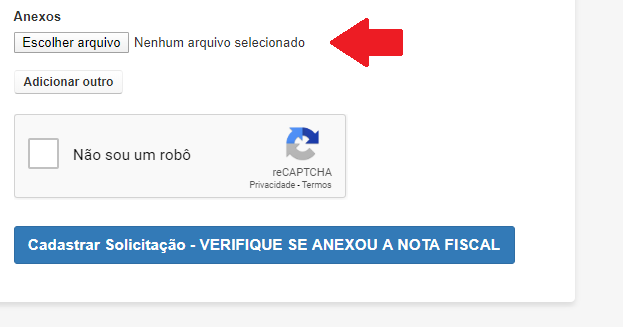 Anexos
Escolher arquivo Nenhum arquivo selecionado
Adicionar outro
Não sou um robô
reCAPTCHA
Privacidade - Termos
Cadastrar Solicitação - VERIFIQUE SE ANEXOU A NOTA FISCAL